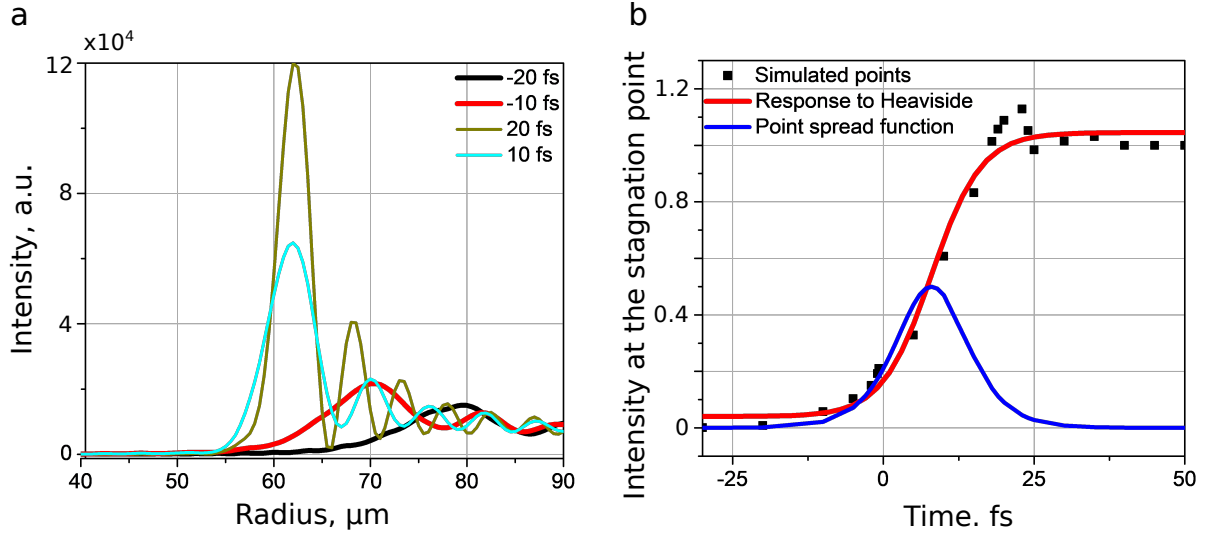 a
x10⁴
12
8
4
0
40 50 60 70 80 90
Radius, µm
Intensity, a.u.
-20 fs
-10 fs
20 fs
10 fs
b
Intensity at the stagnation point
1.2
0.8
0.4
0
-25 0 25 50
Time. fs
Simulated points
Response to Heaviside
Point spread function